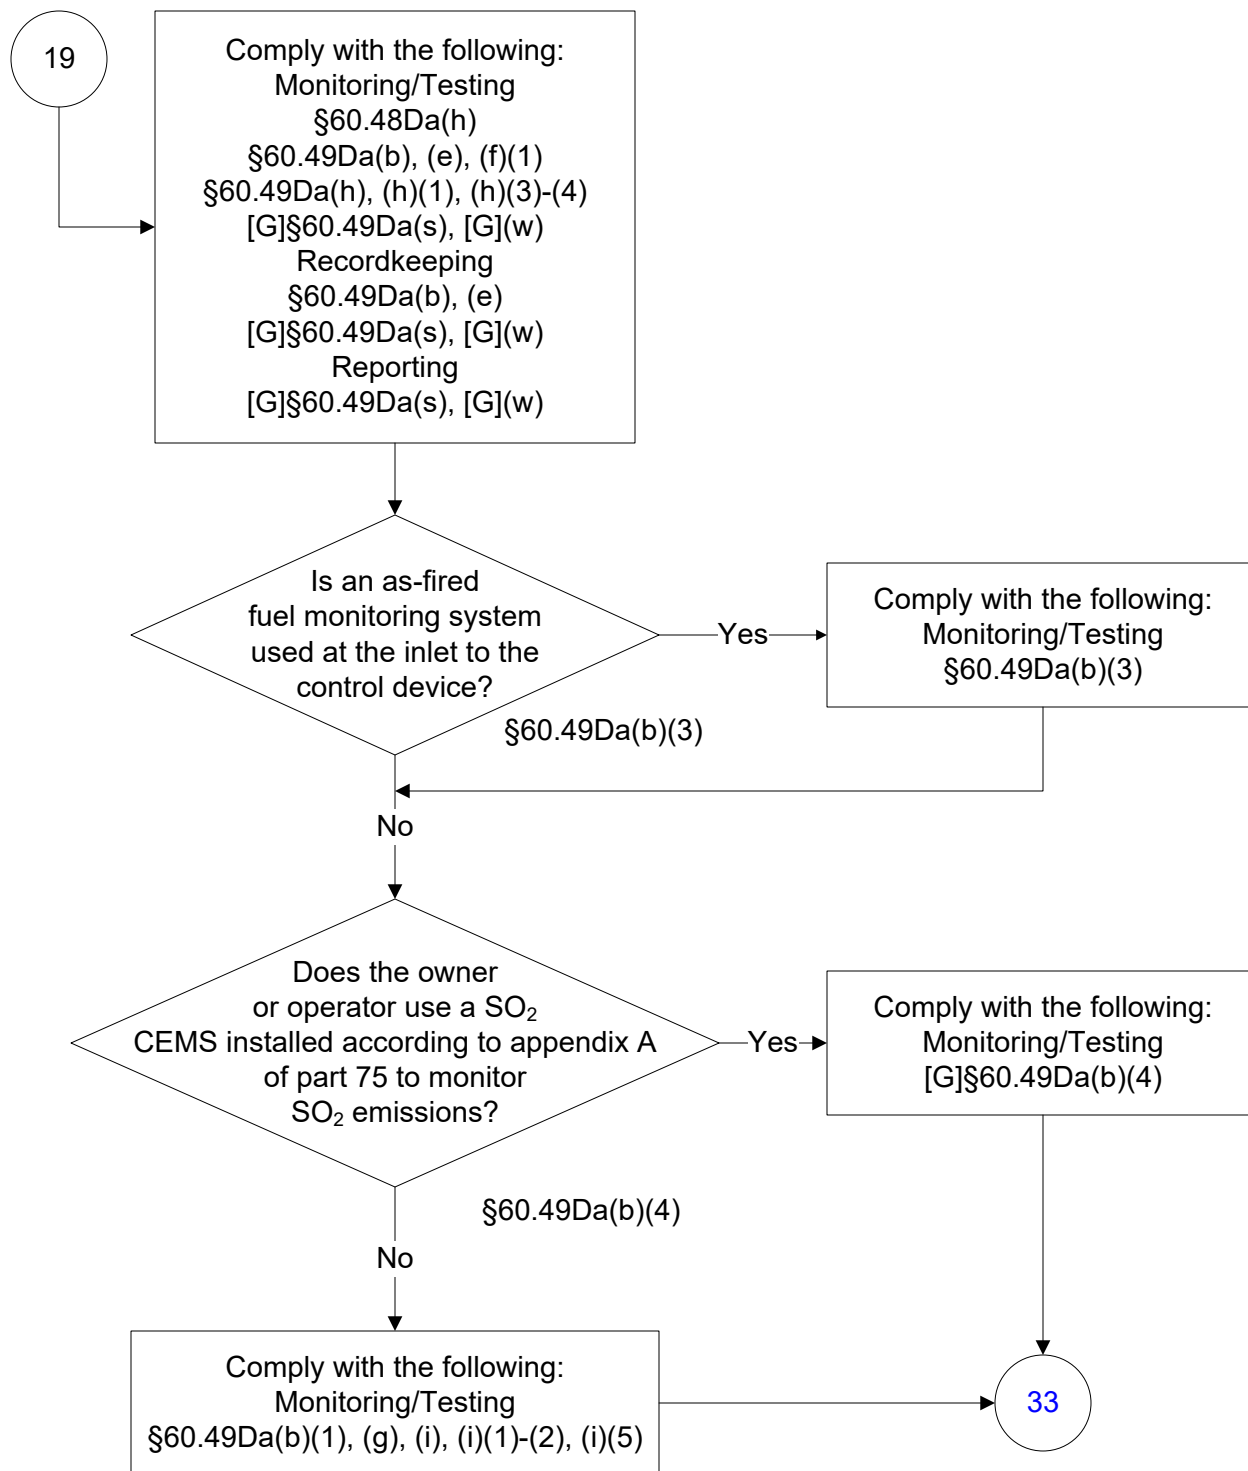 19
Comply with the following:
Monitoring/Testing
§60.48Da(h)
§60.49Da(b), (e), (f)(1)
§60.49Da(h), (h)(1), (h)(3)-(4)
[G]§60.49Da(s), [G](w)
Recordkeeping
§60.49Da(b), (e)
[G]§60.49Da(s), [G](w)
Reporting
[G]§60.49Da(s), [G](w)
Is an as-fired
fuel monitoring system
used at the inlet to the
control device?
Yes
Comply with the following:
Monitoring/Testing
§60.49Da(b)(3)
§60.49Da(b)(3)
No
Does the owner
or operator use a SO₂
CEMS installed according to appendix A
of part 75 to monitor
SO₂ emissions?
Yes
Comply with the following:
Monitoring/Testing
[G]§60.49Da(b)(4)
§60.49Da(b)(4)
No
Comply with the following:
Monitoring/Testing
§60.49Da(b)(1), (g), (i), (i)(1)-(2), (i)(5)
33